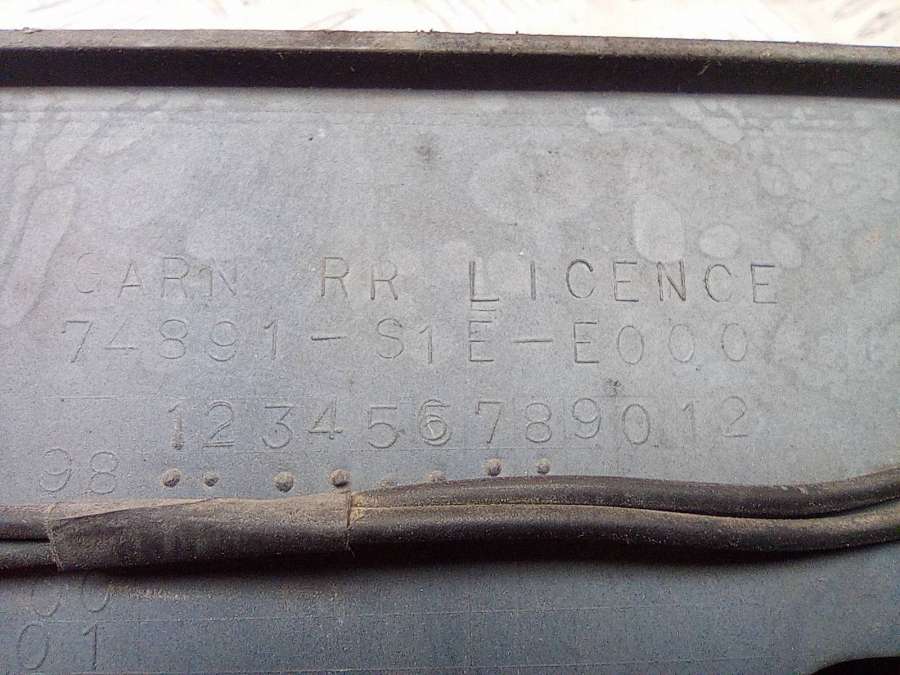 GARN RR LICENCE
74891-S1E-E000
123456789012
98
00
01